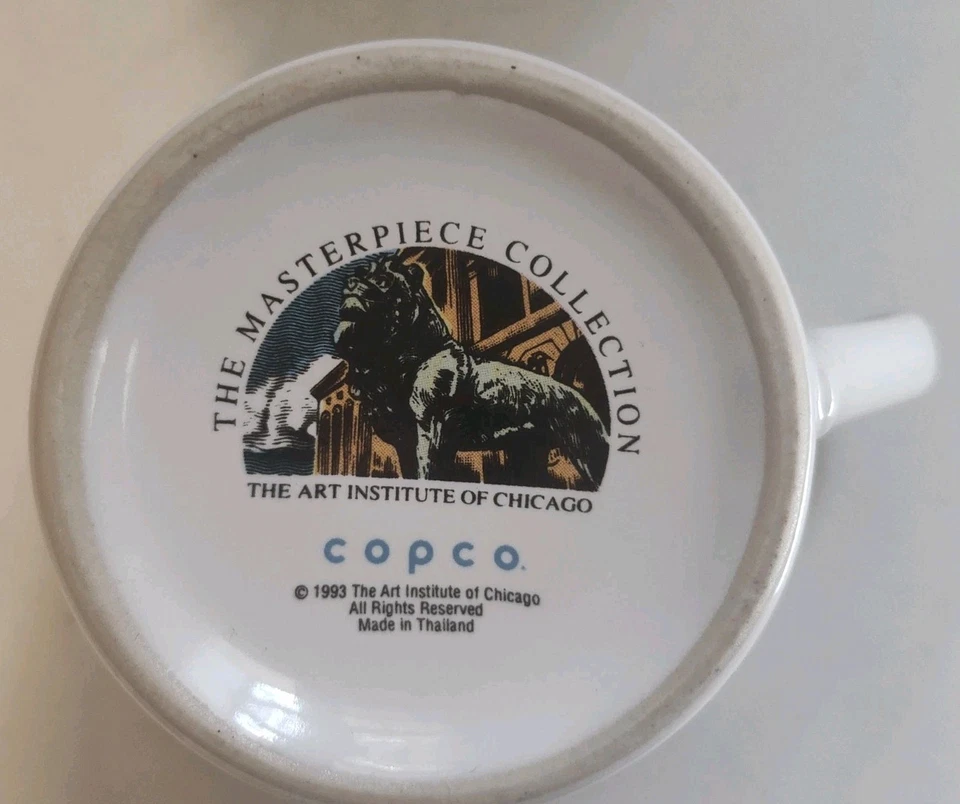 THE MASTERPIECE COLLECTION
THE ART INSTITUTE OF CHICAGO
copco.
© 1993 The Art Institute of Chicago
All Rights Reserved
Made in Thailand